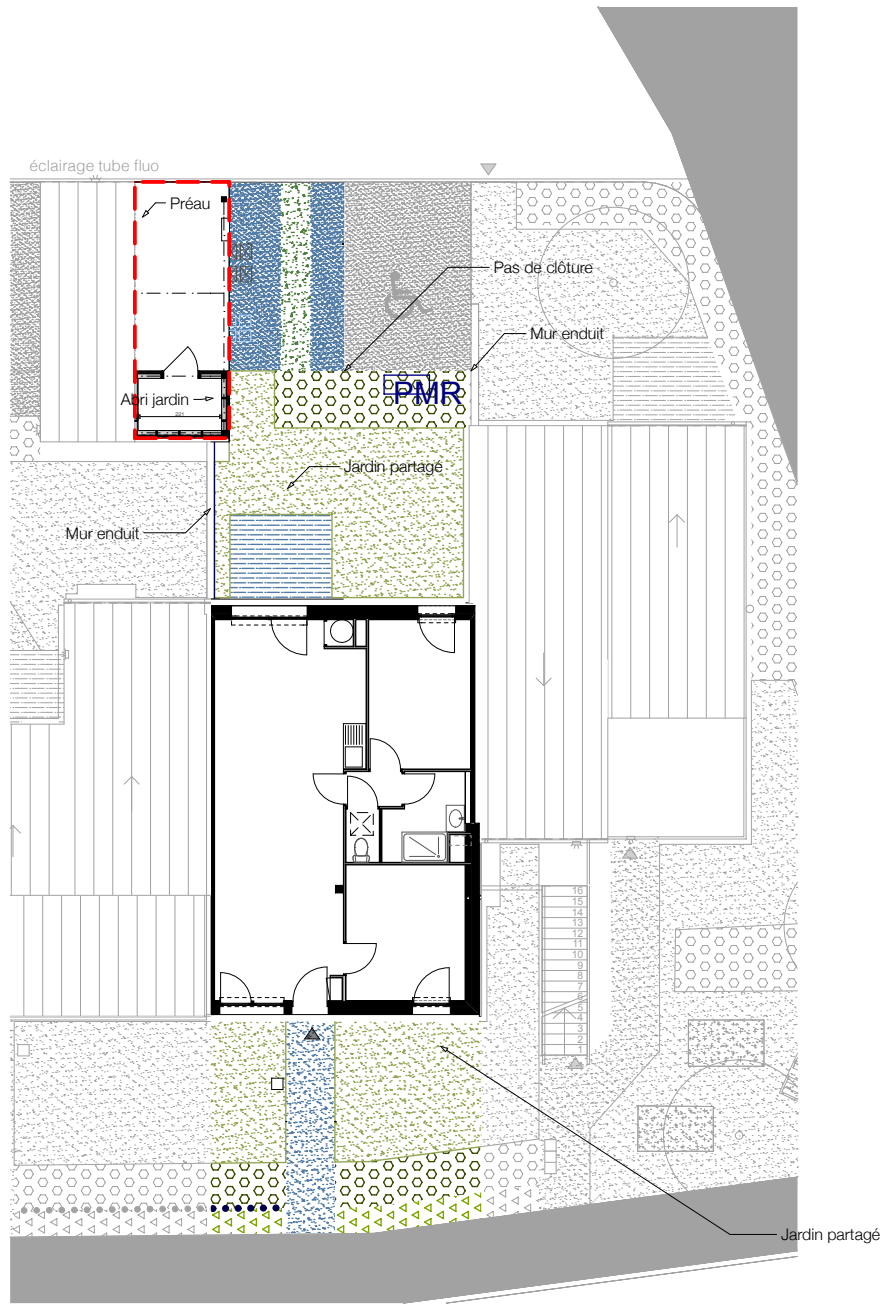 éclairage tube fluo
Préau
Pas de clôture
Mur enduit
PMR
Abri jardin
221
Jardin partagé
Mur enduit
16
15
14
13
12
11
10
9
8
7
6
5
4
3
2
1
Jardin partagé